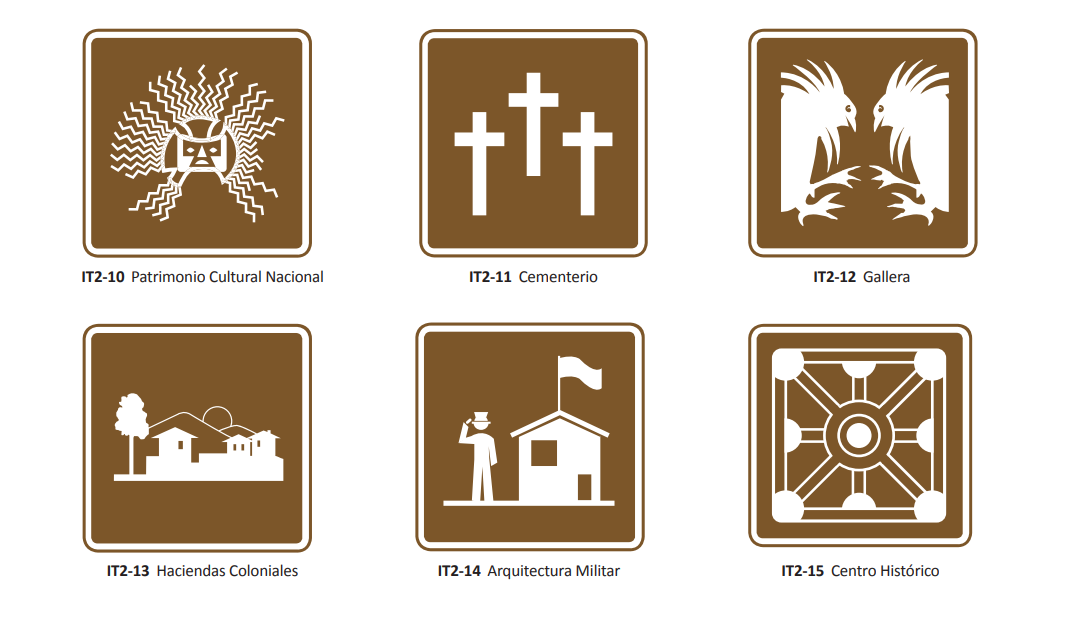 IT2-10 Patrimonio Cultural Nacional
IT2-11 Cementerio
IT2-12 Gallera
IT2-13 Haciendas Coloniales
IT2-14 Arquitectura Militar
IT2-15 Centro Histórico